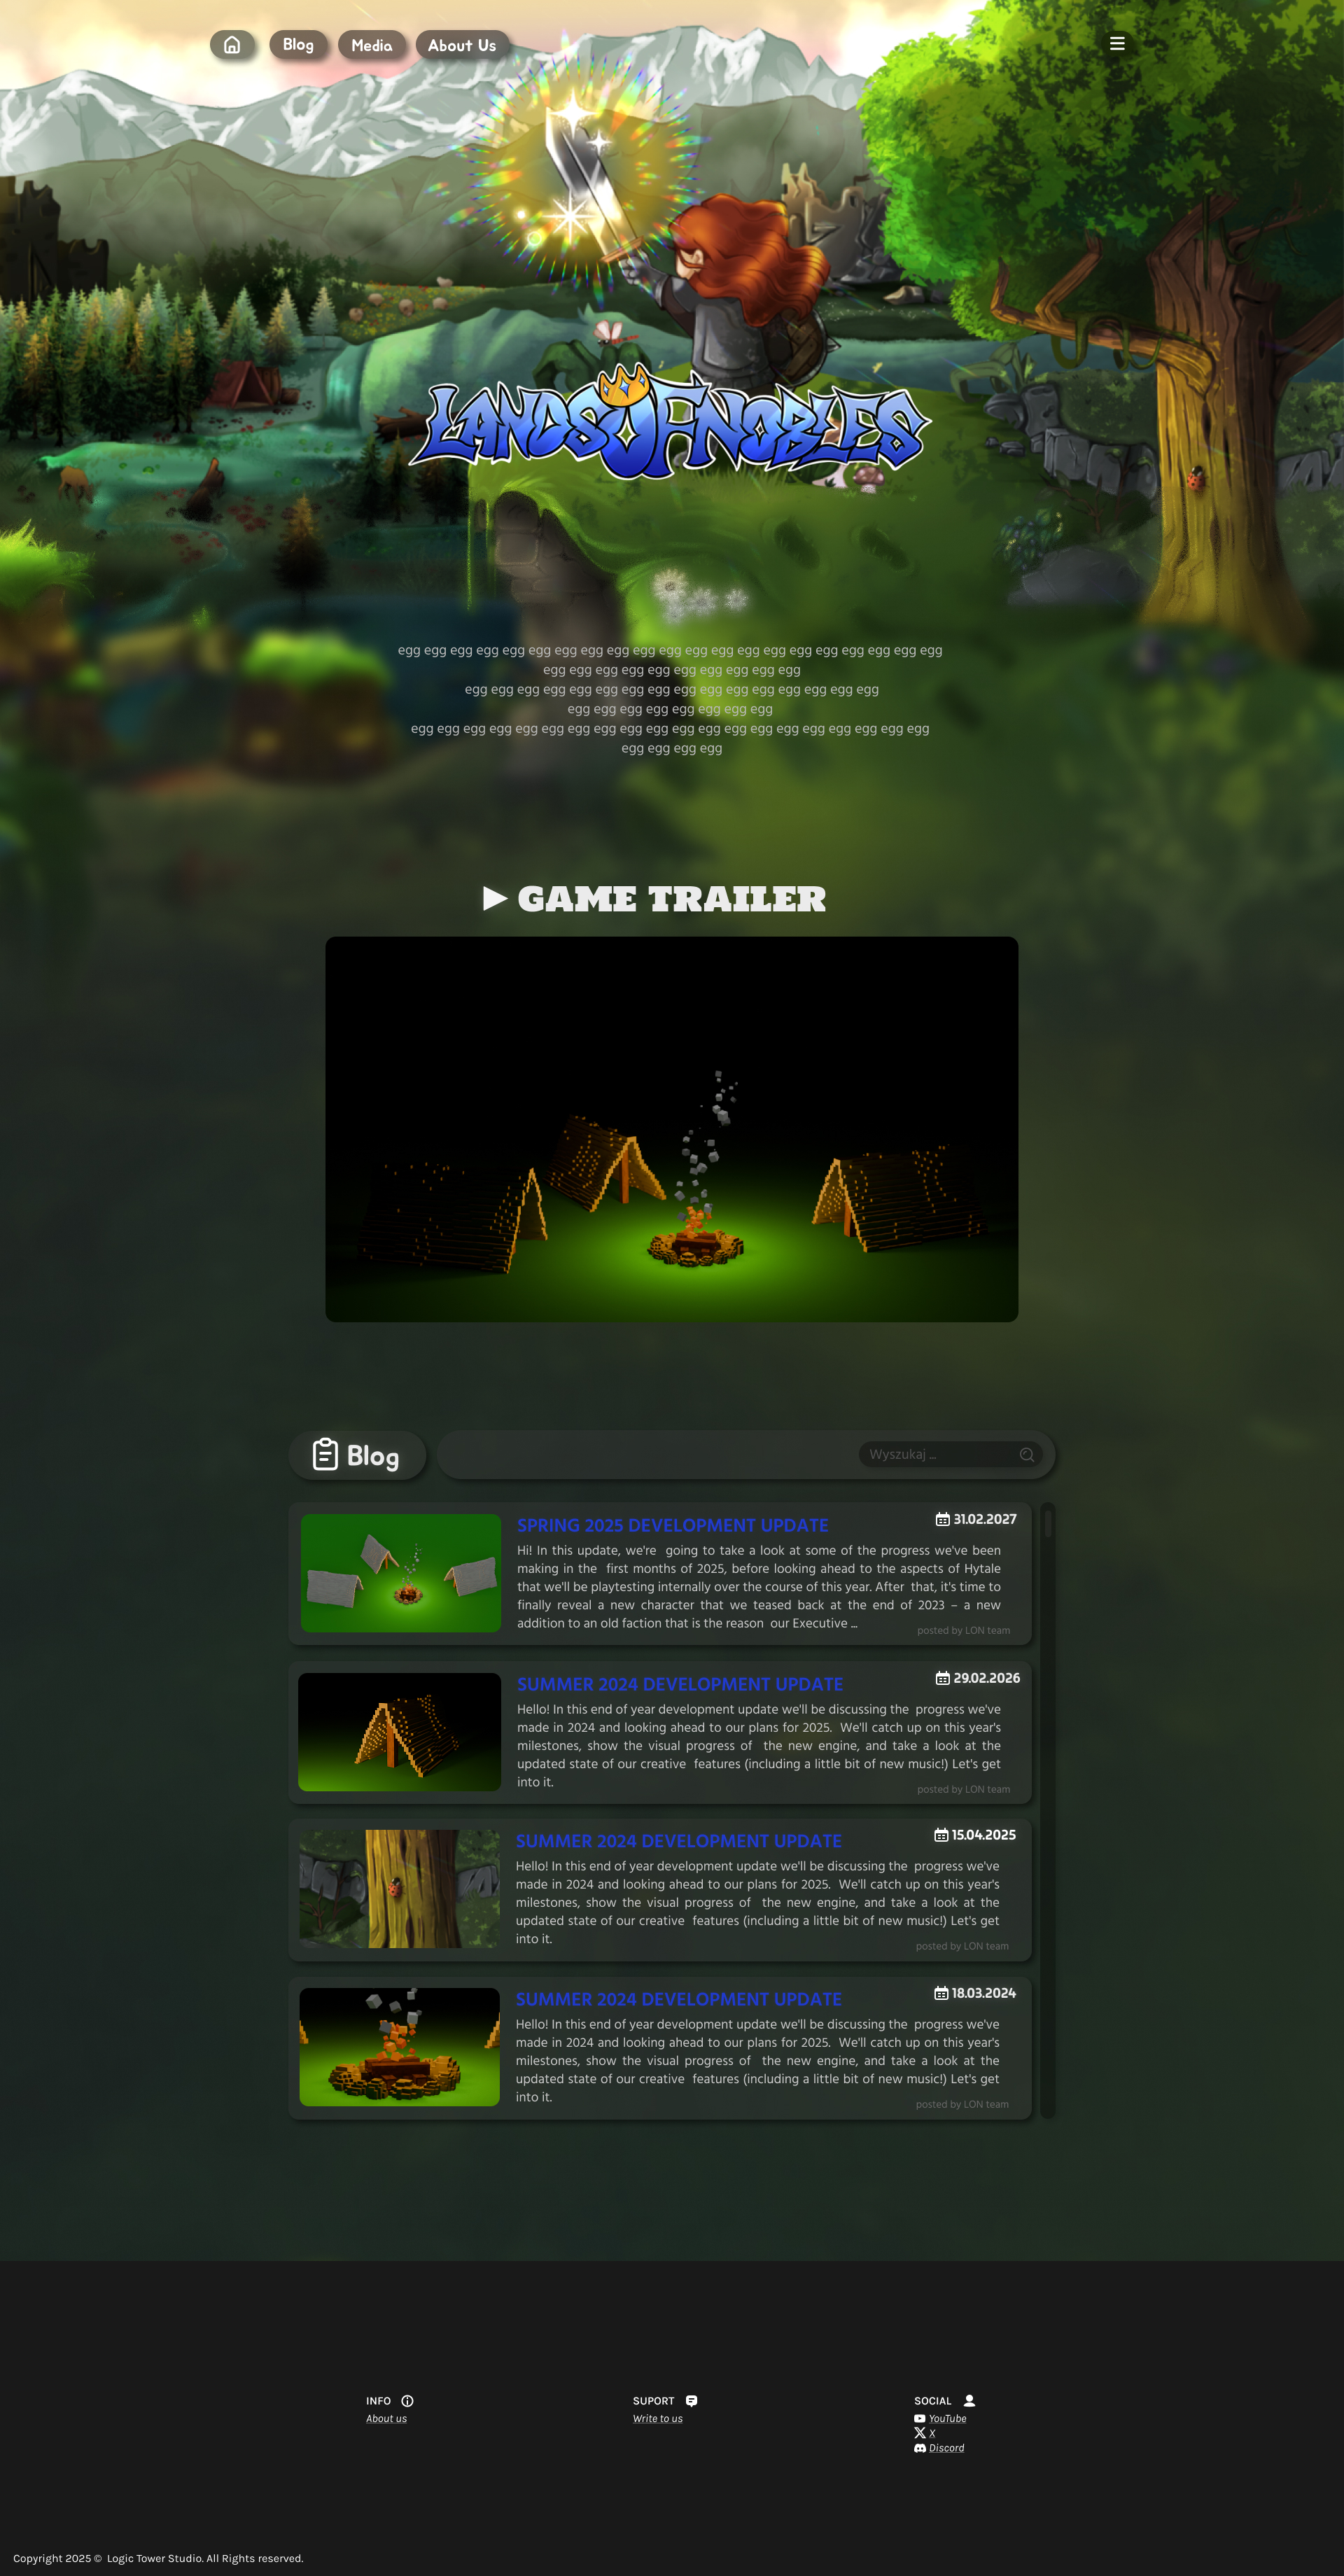 Blog
Media
About Us
LANDS OF NOBLES
egg egg egg egg egg egg egg egg egg egg egg egg egg egg egg egg egg egg egg egg egg
egg egg egg egg egg egg egg egg egg egg
egg egg egg egg egg egg egg egg egg egg egg egg egg egg egg egg
egg egg egg egg egg egg egg egg
egg egg egg egg egg egg egg egg egg egg egg egg egg egg egg egg egg egg egg egg
egg egg egg egg
GAME TRAILER
Blog
Wyszukaj ...
SPRING 2025 DEVELOPMENT UPDATE
31.02.2027
Hi! In this update, we're going to take a look at some of the progress we've been
making in the first months of 2025, before looking ahead to the aspects of Hytale
that we'll be playtesting internally over the course of this year. After that, it's time to
finally reveal a new character that we teased back at the end of 2023 – a new
addition to an old faction that is the reason our Executive ...
posted by LON team
SUMMER 2024 DEVELOPMENT UPDATE
29.02.2026
Hello! In this end of year development update we'll be discussing the progress we've
made in 2024 and looking ahead to our plans for 2025. We'll catch up on this year's
milestones, show the visual progress of the new engine, and take a look at the
updated state of our creative features (including a little bit of new music!) Let's get
into it.
posted by LON team
SUMMER 2024 DEVELOPMENT UPDATE
15.04.2025
Hello! In this end of year development update we'll be discussing the progress we've
made in 2024 and looking ahead to our plans for 2025. We'll catch up on this year's
milestones, show the visual progress of the new engine, and take a look at the
updated state of our creative features (including a little bit of new music!) Let's get
into it.
posted by LON team
SUMMER 2024 DEVELOPMENT UPDATE
18.03.2024
Hello! In this end of year development update we'll be discussing the progress we've
made in 2024 and looking ahead to our plans for 2025. We'll catch up on this year's
milestones, show the visual progress of the new engine, and take a look at the
updated state of our creative features (including a little bit of new music!) Let's get
into it.
posted by LON team
INFO
About us
SUPORT
Write to us
SOCIAL
YouTube
X
Discord
Copyright 2025 © Logic Tower Studio. All Rights reserved.